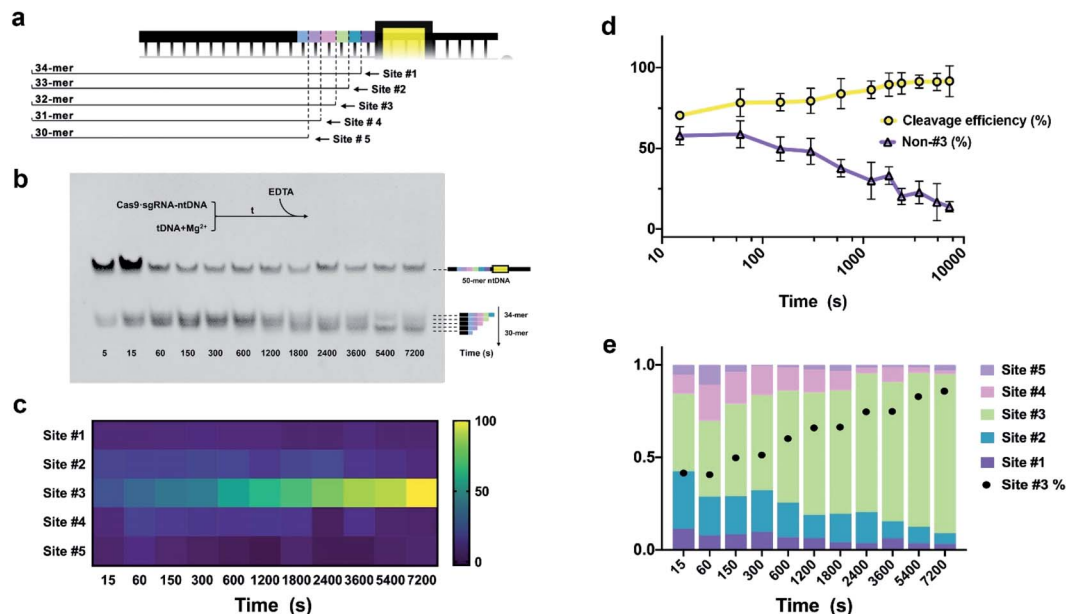 a
34-mer
33-mer
32-mer
31-mer
30-mer
Site #1
Site #2
Site #3
Site # 4
Site # 5
b
Cas9·sgRNA-ntDNA
tDNA+Mg²⁺
t
EDTA
50-mer ntDNA
34-mer
30-mer
5 15 60 150 300 600 1200 1800 2400 3600 5400 7200 Time (s)
c
Site #1
Site #2
Site #3
Site #4
Site #5
100
50
0
15 60 150 300 600 1200 1800 2400 3600 5400 7200
Time (s)
d
100
50
0
Cleavage efficiency (%)
Non-#3 (%)
10 100 1000 10000
Time (s)
e
1.0
0.5
0.0
Site #5
Site #4
Site #3
Site #2
Site #1
Site #3 %
15 60 150 300 600 1200 1800 2400 3600 5400 7200
Time (s)